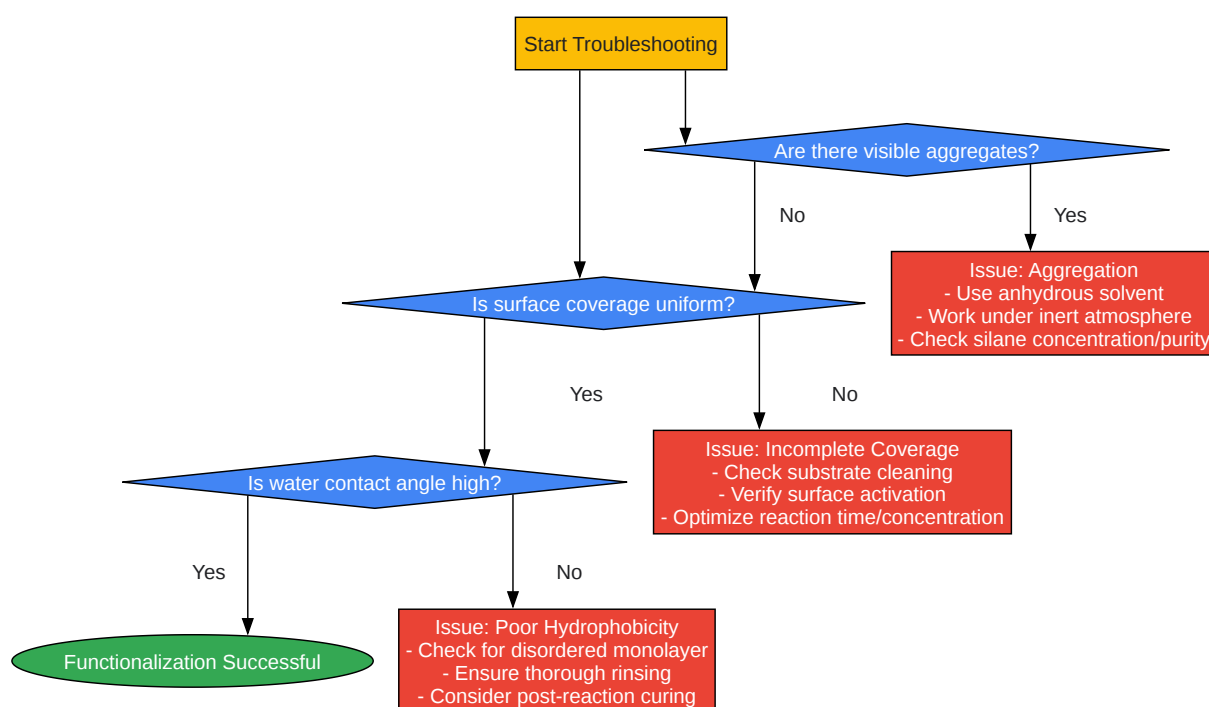 Start Troubleshooting
Are there visible aggregates?
No
Yes
Issue: Aggregation
- Use anhydrous solvent
- Work under inert atmosphere
- Check silane concentration/purity
Is surface coverage uniform?
Yes
No
Issue: Incomplete Coverage
- Check substrate cleaning
- Verify surface activation
- Optimize reaction time/concentration
Is water contact angle high?
Yes
No
Functionalization Successful
Issue: Poor Hydrophobicity
- Check for disordered monolayer
- Ensure thorough rinsing
- Consider post-reaction curing